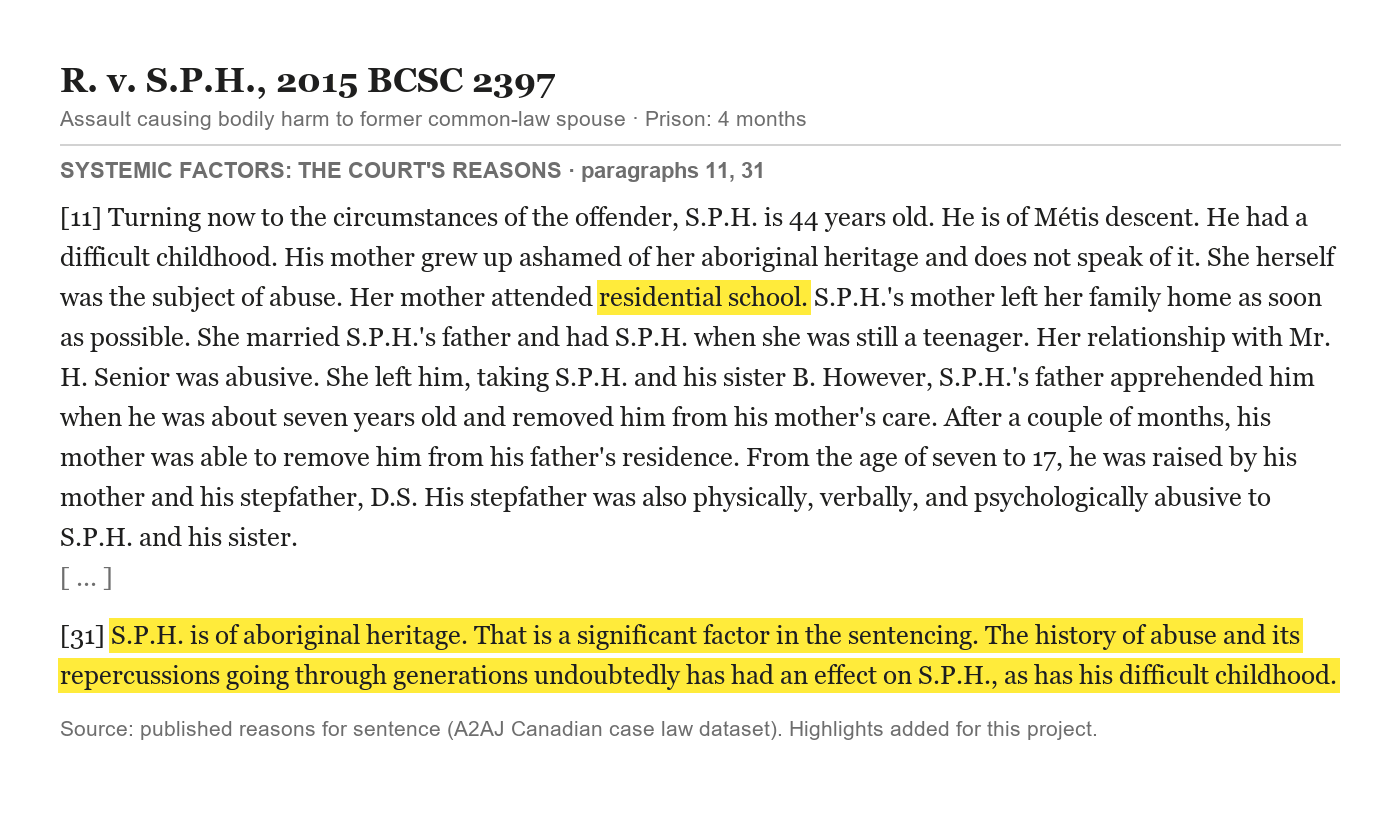 R. v. S.P.H., 2015 BCSC 2397
Assault causing bodily harm to former common-law spouse · Prison: 4 months
SYSTEMIC FACTORS: THE COURT'S REASONS · paragraphs 11, 31
[11] Turning now to the circumstances of the offender, S.P.H. is 44 years old. He is of Métis descent. He had a
difficult childhood. His mother grew up ashamed of her aboriginal heritage and does not speak of it. She herself
was the subject of abuse. Her mother attended residential school. S.P.H.'s mother left her family home as soon
as possible. She married S.P.H.'s father and had S.P.H. when she was still a teenager. Her relationship with Mr.
H. Senior was abusive. She left him, taking S.P.H. and his sister B. However, S.P.H.'s father apprehended him
when he was about seven years old and removed him from his mother's care. After a couple of months, his
mother was able to remove him from his father's residence. From the age of seven to 17, he was raised by his
mother and his stepfather, D.S. His stepfather was also physically, verbally, and psychologically abusive to
S.P.H. and his sister.
[ ... ]
[31] S.P.H. is of aboriginal heritage. That is a significant factor in the sentencing. The history of abuse and its
repercussions going through generations undoubtedly has had an effect on S.P.H., as has his difficult childhood.
Source: published reasons for sentence (A2AJ Canadian case law dataset). Highlights added for this project.